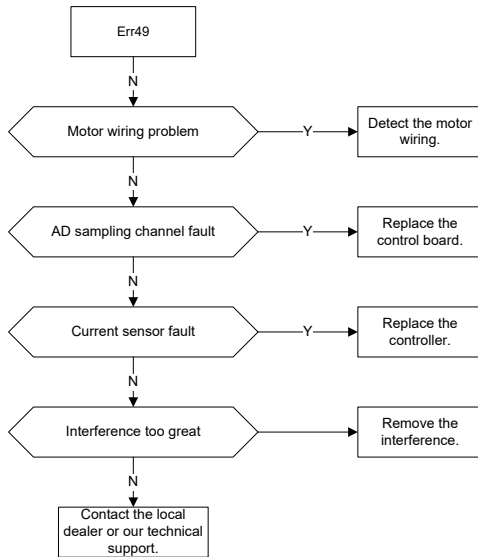 Err49
N
Motor wiring problem
Y
Detect the motor
wiring.
N
AD sampling channel fault
Y
Replace the
control board.
N
Current sensor fault
Y
Replace the
controller.
N
Interference too great
Remove the
interference.
N
Contact the local
dealer or our technical
support.